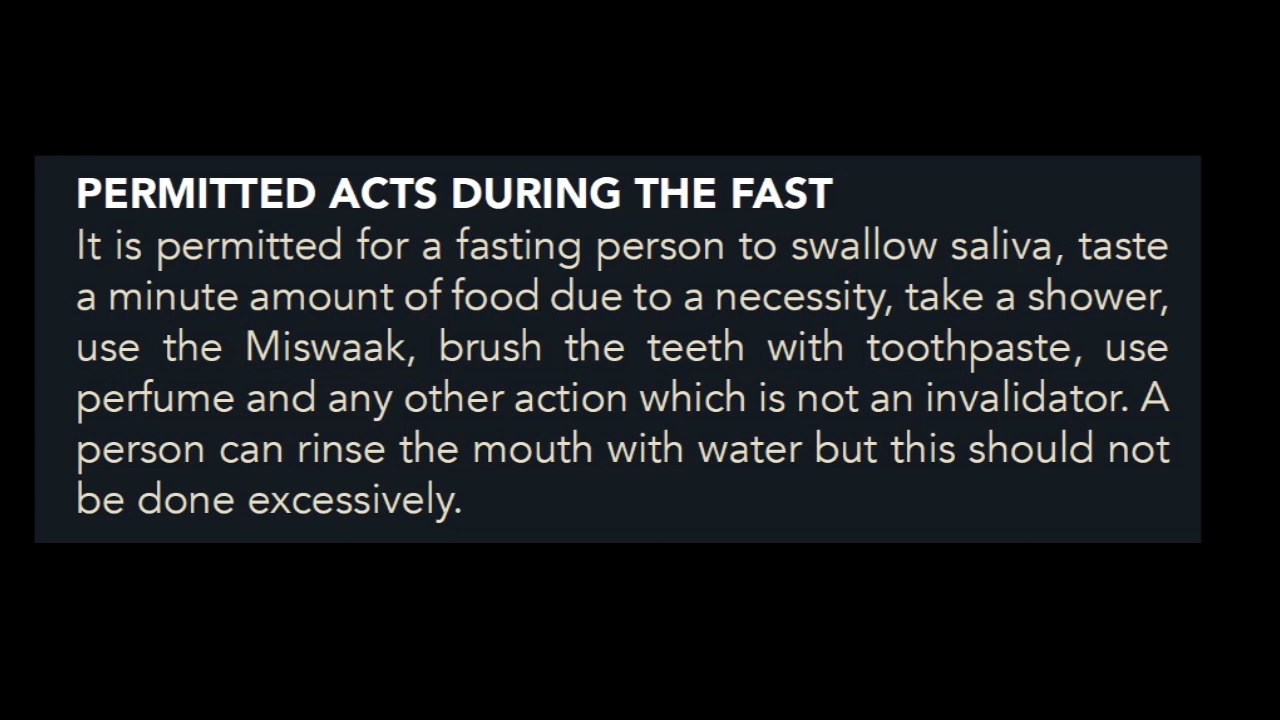 PERMITTED ACTS DURING THE FAST
It is permitted for a fasting person to swallow saliva, taste
a minute amount of food due to a necessity, take a shower,
use the Miswaak, brush the teeth with toothpaste, use
perfume and any other action which is not an invalidator. A
person can rinse the mouth with water but this should not
be done excessively.